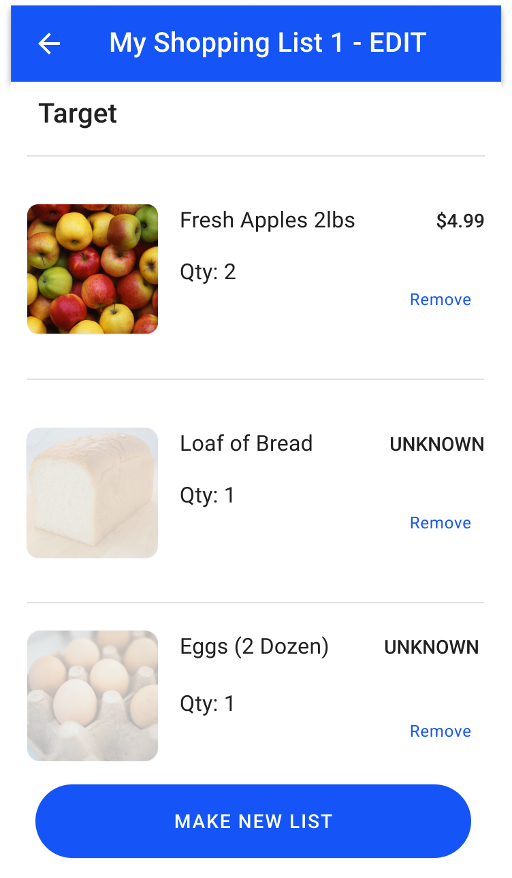 My Shopping List 1 - EDIT
Target
Fresh Apples 2lbs $4.99
Qty: 2
Remove
Loaf of Bread UNKNOWN
Qty: 1
Remove
Eggs (2 Dozen) UNKNOWN
Qty: 1
Remove
MAKE NEW LIST